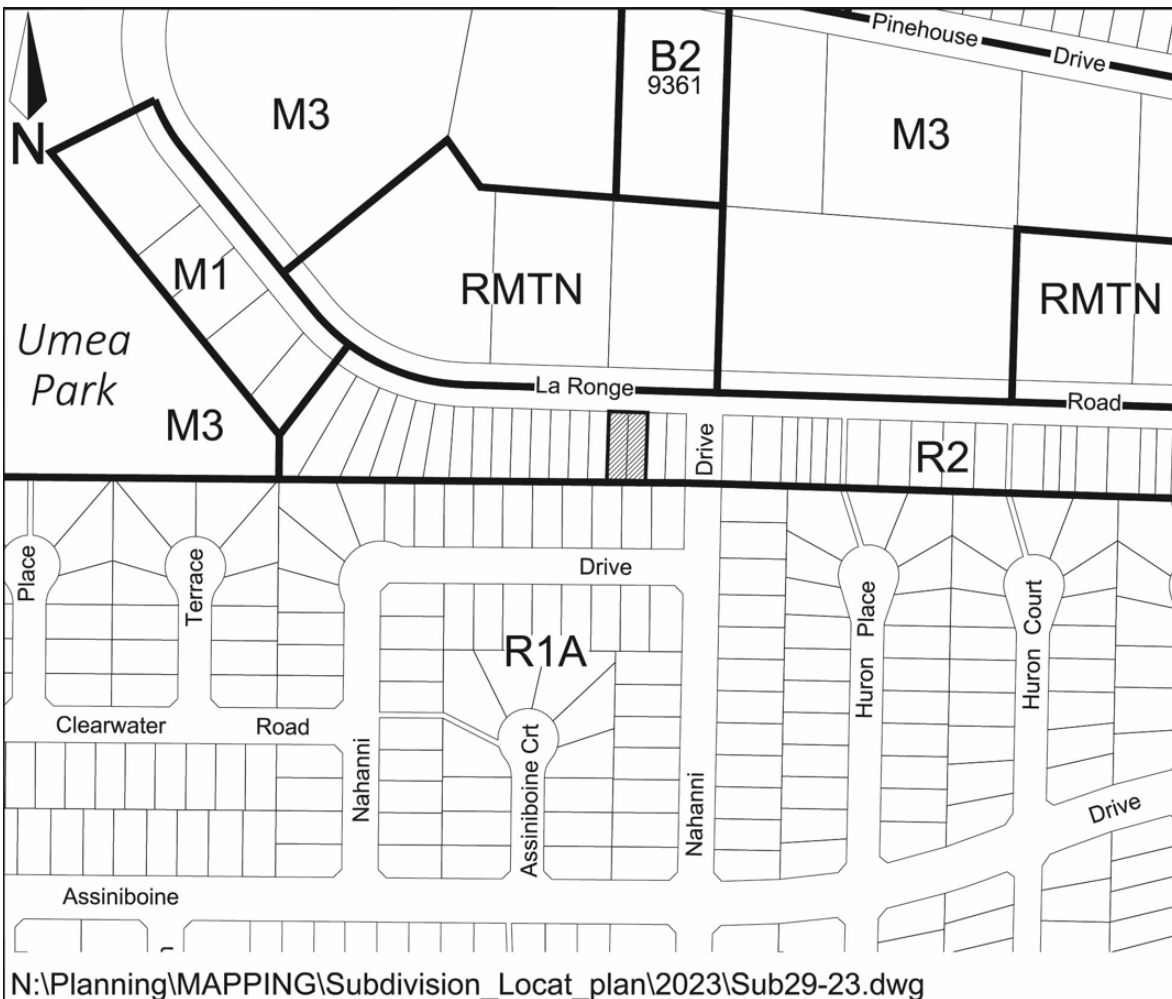 Pinehouse Drive
B2
9361
M3
M3
N
M1
RMTN
RMTN
Umea
Park
La Ronge
Road
M3
Drive
R2
Place
Terrace
Drive
Huron Place
Huron Court
R1A
Clearwater
Road
Nahanni
Assiniboine Crt
Nahanni
Drive
Assiniboine
N:\Planning\MAPPING\Subdivision_Locat_plan\2023\Sub29-23.dwg